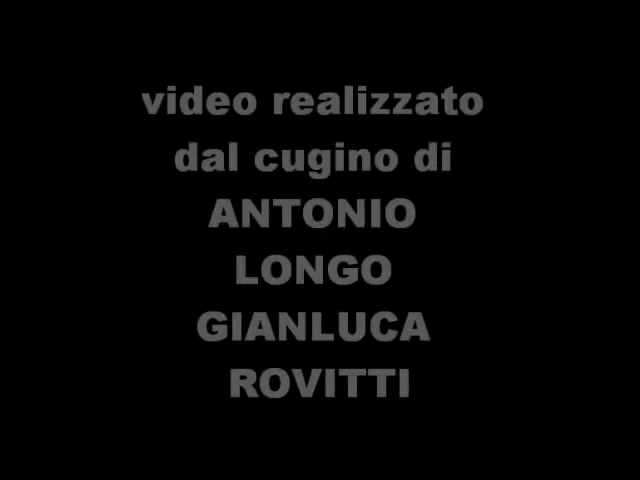 video realizzato
dal cugino di
ANTONIO
LONGO
GIANLUCA
ROVITTI